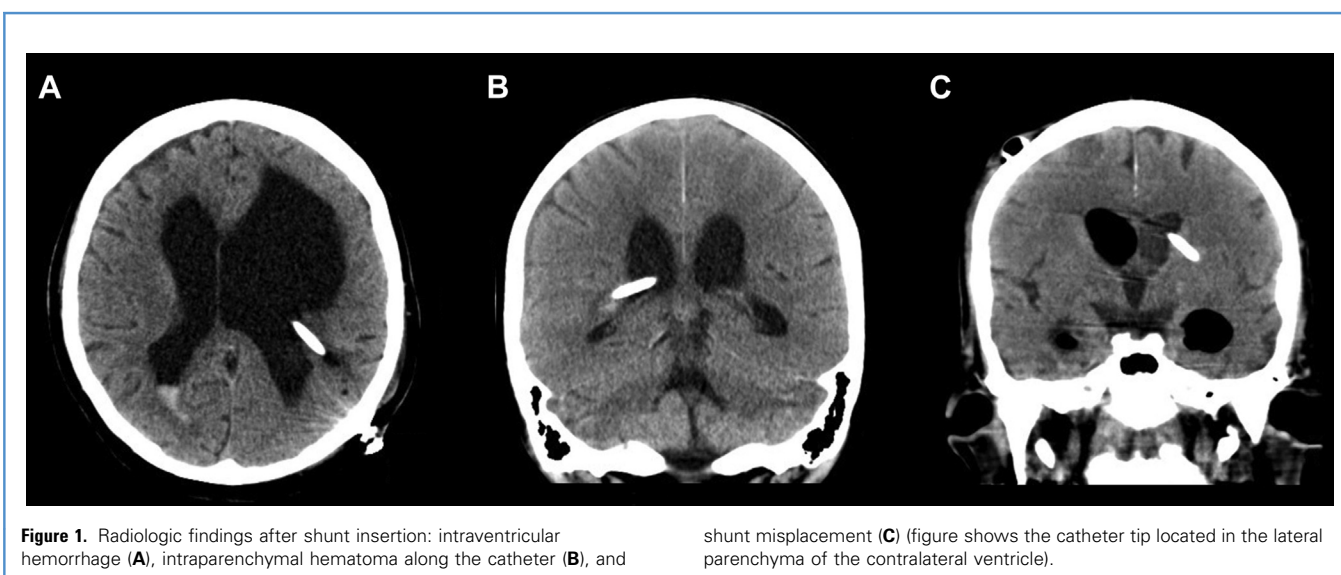 A
B
C
Figure 1. Radiologic findings after shunt insertion: intraventricular
hemorrhage (A), intraparenchymal hematoma along the catheter (B), and
shunt misplacement (C) (figure shows the catheter tip located in the lateral
parenchyma of the contralateral ventricle).